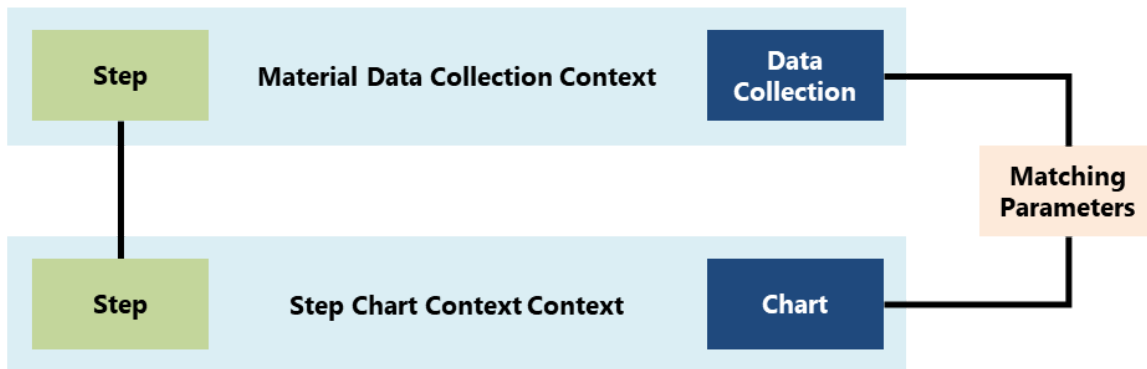 Step
Material Data Collection Context
Data
Collection
Matching
Parameters
Step
Step Chart Context Context
Chart